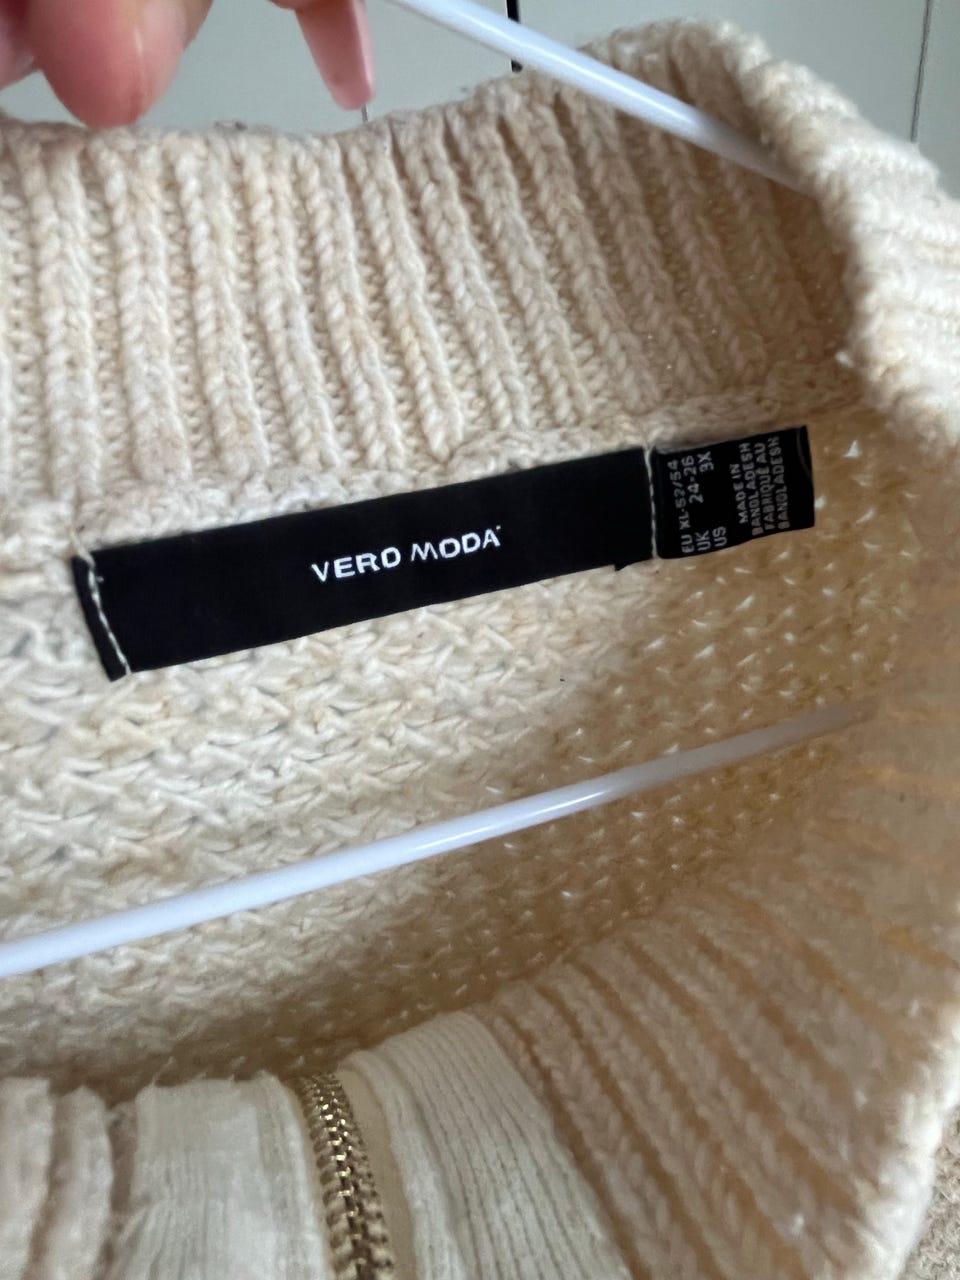 VERO MODA
EU XL-52/54
UK 24-26
US 3X
MADE IN
BANGLADESH
FABRIQUÉ AU
BANGLADESH